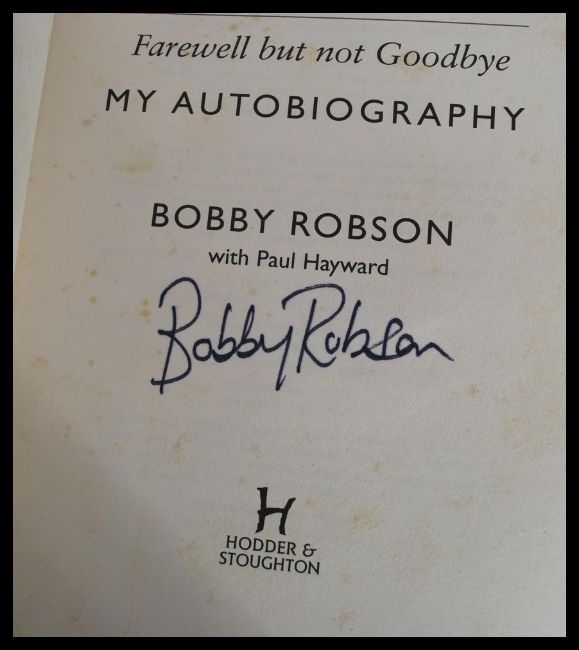 Farewell but not Goodbye
MY AUTOBIOGRAPHY
BOBBY ROBSON
with Paul Hayward
Bobby Robson
H
HODDER &
STOUGHTON